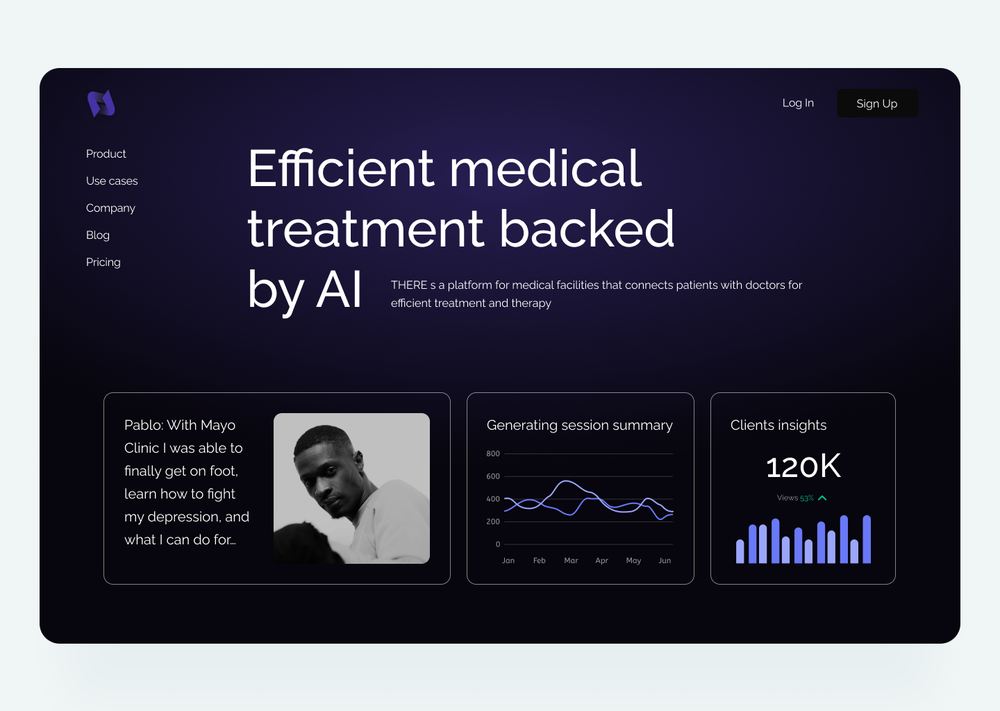 Log In
Sign Up
Product
Use cases
Company
Blog
Pricing
Efficient medical
treatment backed
by AI
THERE s a platform for medical facilities that connects patients with doctors for
efficient treatment and therapy
Pablo: With Mayo
Clinic I was able to
finally get on foot,
learn how to fight
my depression, and
what I can do for...
Generating session summary
800
600
400
200
0
Jan Feb Mar Apr May Jun
Clients insights
120K
Views 53%